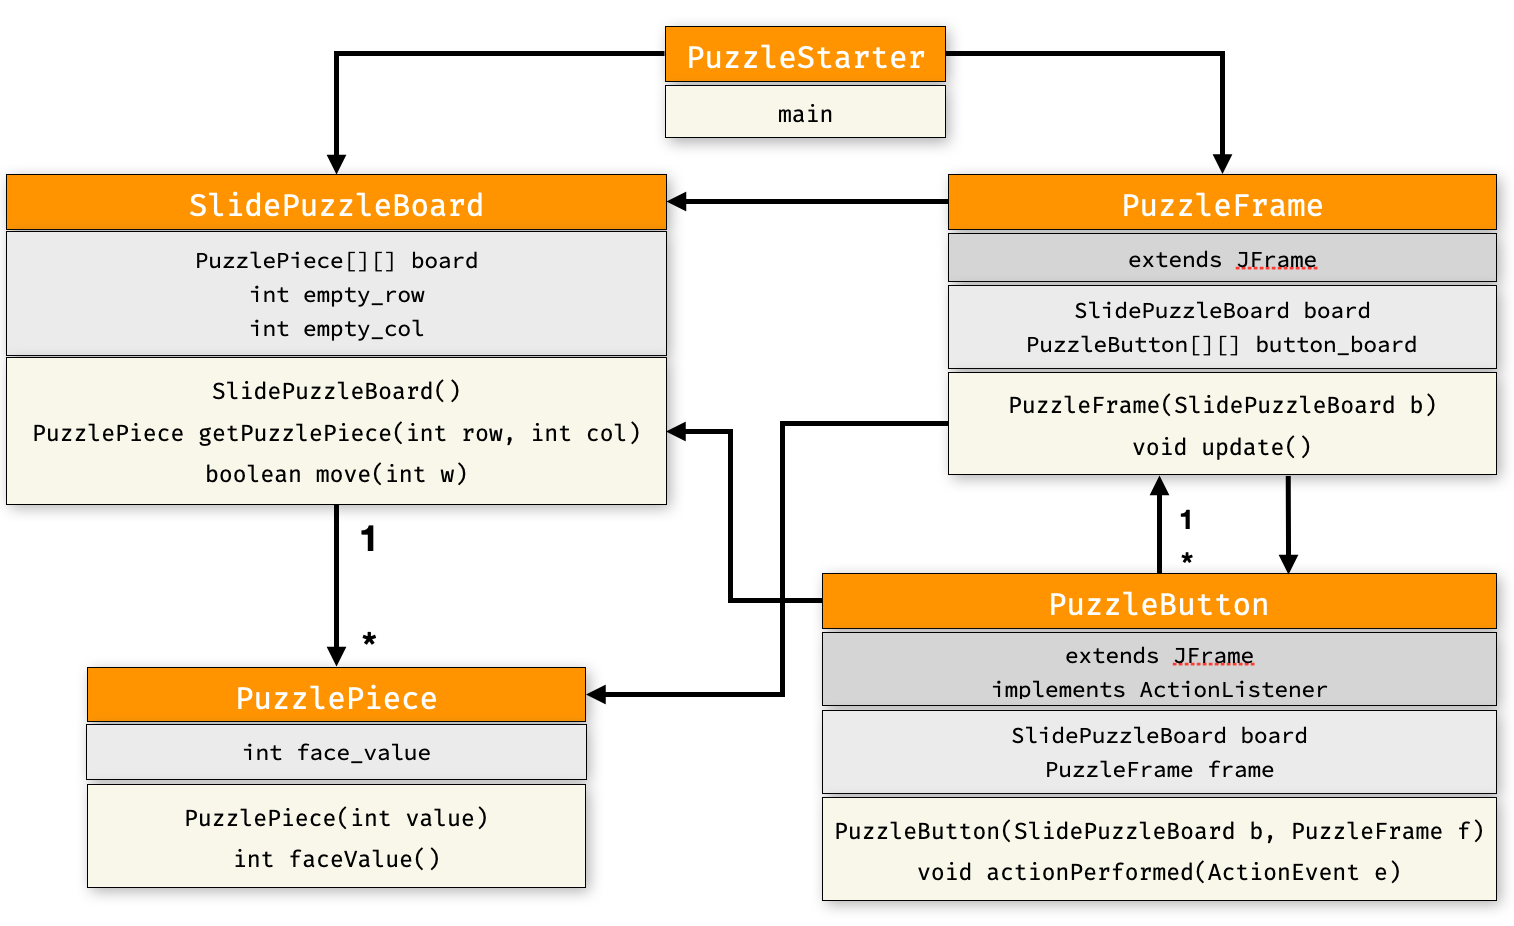 PuzzleStarter
main
SlidePuzzleBoard
PuzzlePiece[][] board
int empty_row
int empty_col
SlidePuzzleBoard()
PuzzlePiece getPuzzlePiece(int row, int col)
boolean move(int w)
PuzzleFrame
extends JFrame
SlidePuzzleBoard board
PuzzleButton[][] button_board
PuzzleFrame(SlidePuzzleBoard b)
void update()
1
*
1
*
PuzzlePiece
int face_value
PuzzlePiece(int value)
int faceValue()
PuzzleButton
extends JFrame
implements ActionListener
SlidePuzzleBoard board
PuzzleFrame frame
PuzzleButton(SlidePuzzleBoard b, PuzzleFrame f)
void actionPerformed(ActionEvent e)